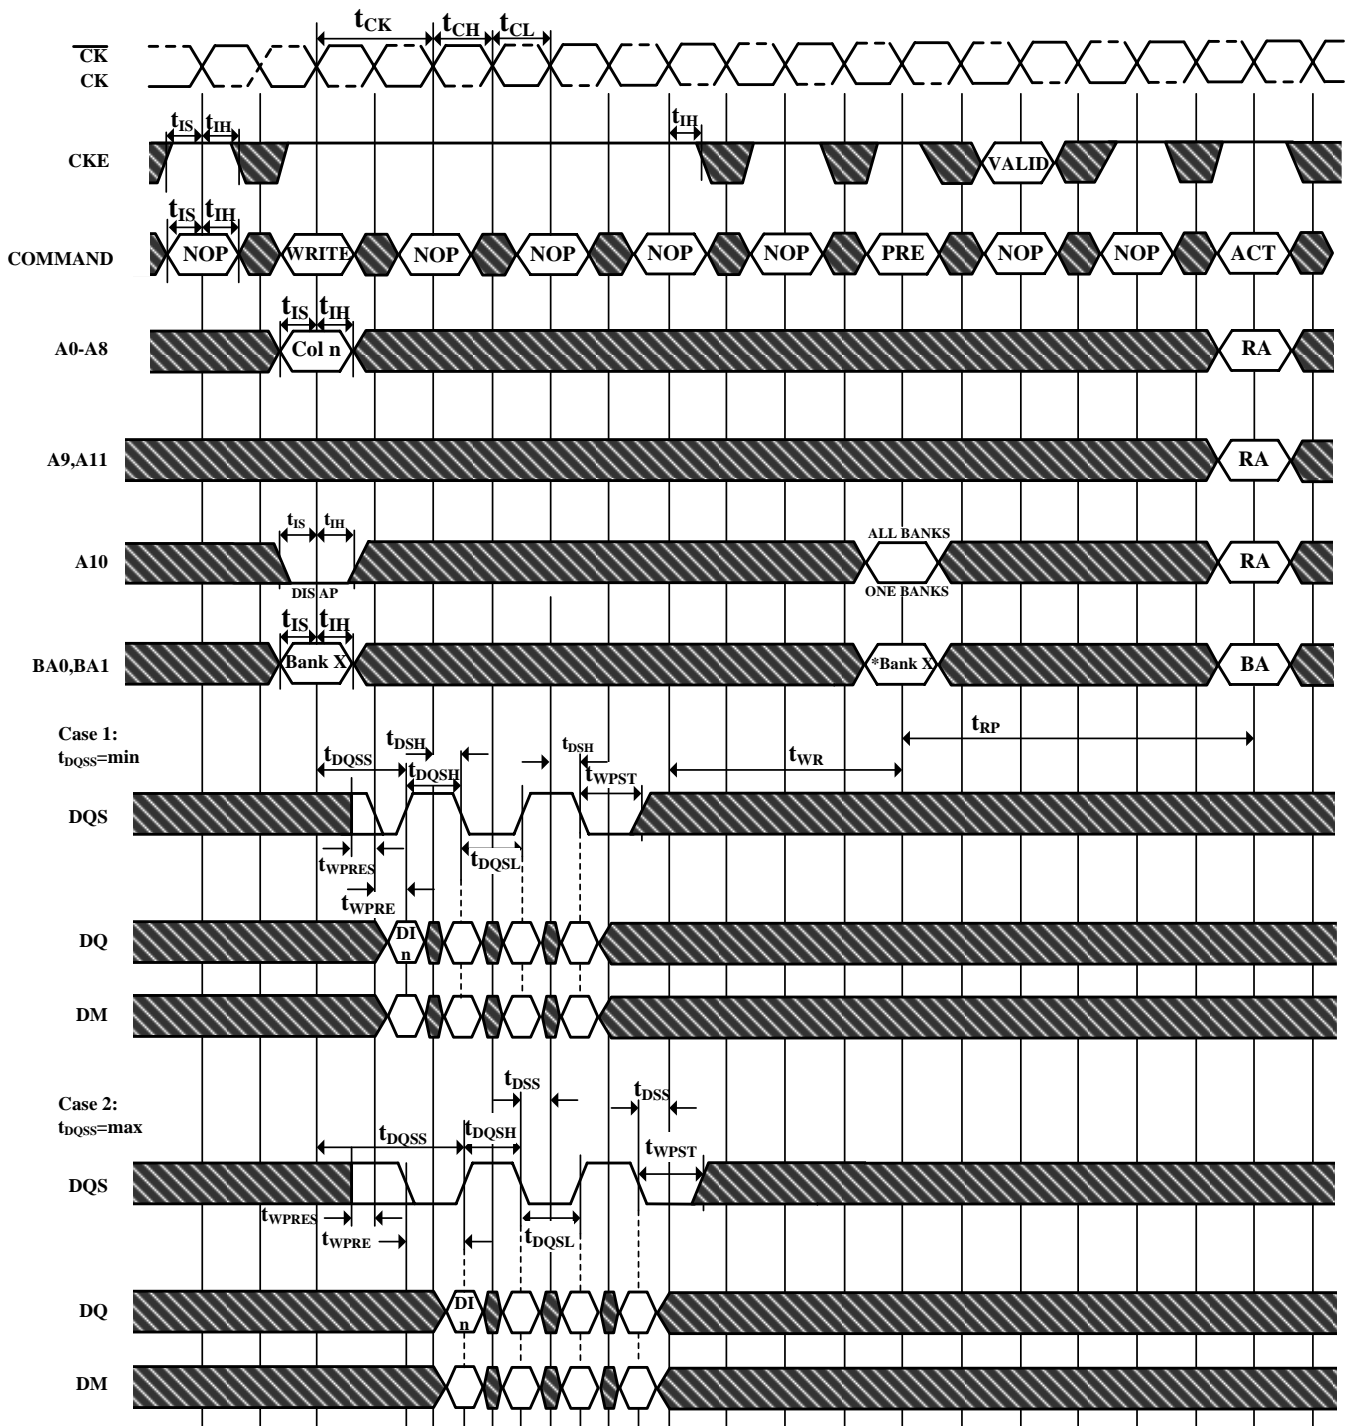 tCK tCH tCL
CK
CK
tIS tIH tIH
CKE VALID
tIS tIH
COMMAND NOP WRITE NOP NOP NOP NOP PRE NOP NOP ACT
tIS tIH
A0-A8 Col n RA
A9,A11 RA
tIS tIH ALL BANKS
A10 RA
DIS AP ONE BANKS
tIS tIH
BA0,BA1 Bank X *Bank X BA
Case 1:
tDQSS=min
tDQSS tDSH tDSH tWR tRP
tDQSH tWPST
DQS
tWPRES tDQSL
tWPRE
DQ DI
n
DM
Case 2:
tDQSS=max
tDSS tDSS
tDQSS tDQSH tWPST
DQS
tWPRES tWPRE tDQSL
DQ DI
n
DM